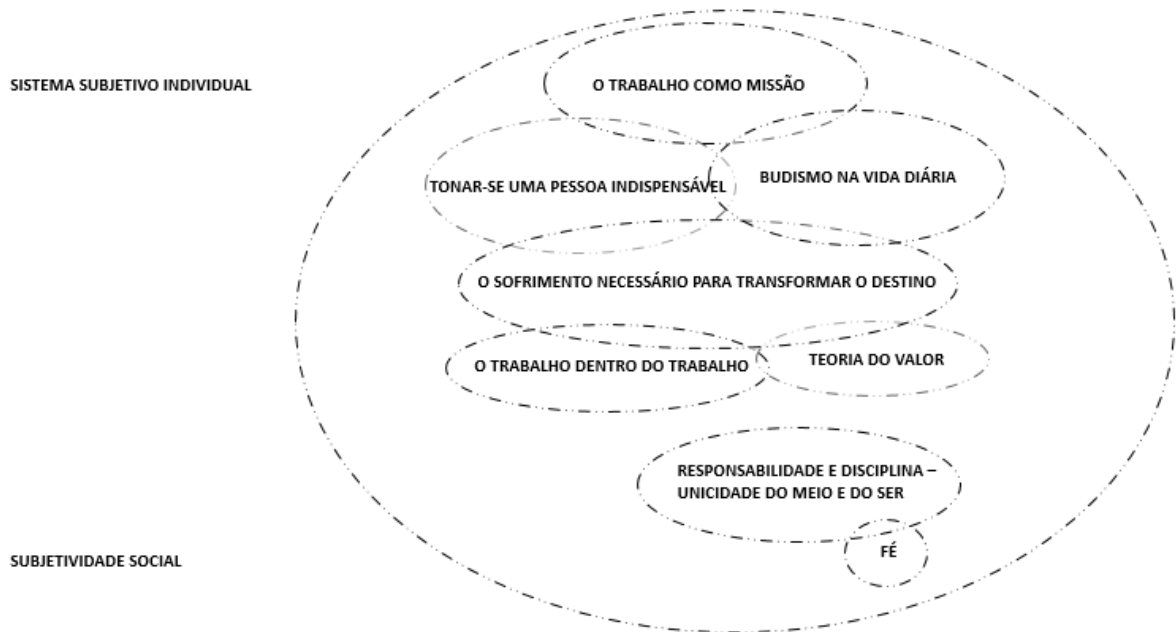 SISTEMA SUBJETIVO INDIVIDUAL
O TRABALHO COMO MISSÃO
TONAR-SE UMA PESSOA INDISPENSÁVEL
BUDISMO NA VIDA DIÁRIA
O SOFRIMENTO NECESSÁRIO PARA TRANSFORMAR O DESTINO
O TRABALHO DENTRO DO TRABALHO
TEORIA DO VALOR
RESPONSABILIDADE E DISCIPLINA –
UNICIDADE DO MEIO E DO SER
SUBJETIVIDADE SOCIAL
FÉ